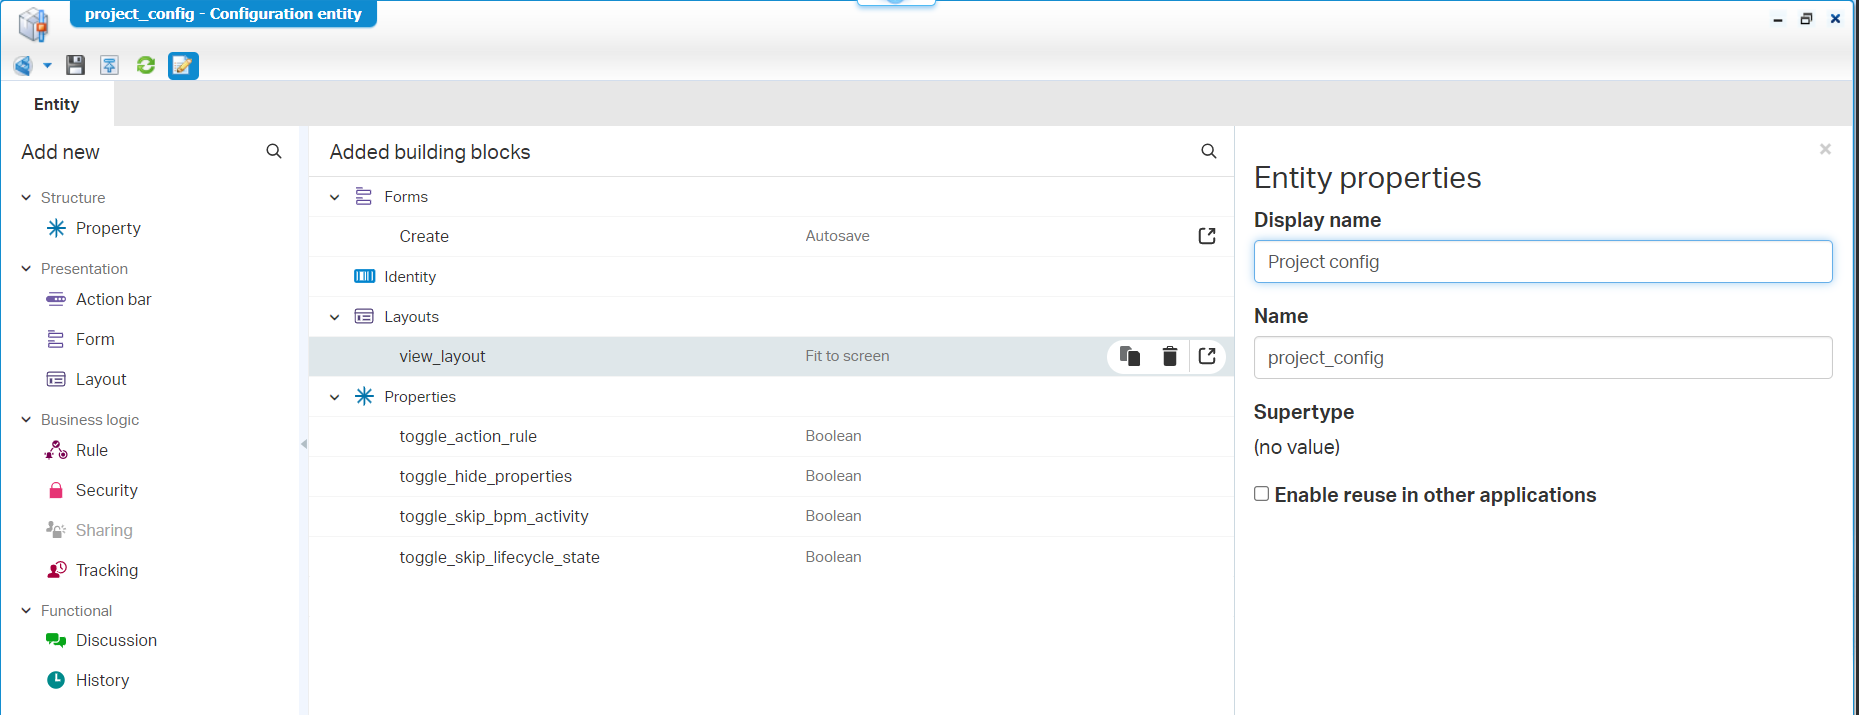 project_config - Configuration entity
Entity
Add new
Structure
Property
Presentation
Action bar
Form
Layout
Business logic
Rule
Security
Sharing
Tracking
Functional
Discussion
History
Added building blocks
Forms
Create Autosave
Identity
Layouts
view_layout Fit to screen
Properties
toggle_action_rule Boolean
toggle_hide_properties Boolean
toggle_skip_bpm_activity Boolean
toggle_skip_lifecycle_state Boolean
Entity properties
Display name
Project config
Name
project_config
Supertype
(no value)
Enable reuse in other applications